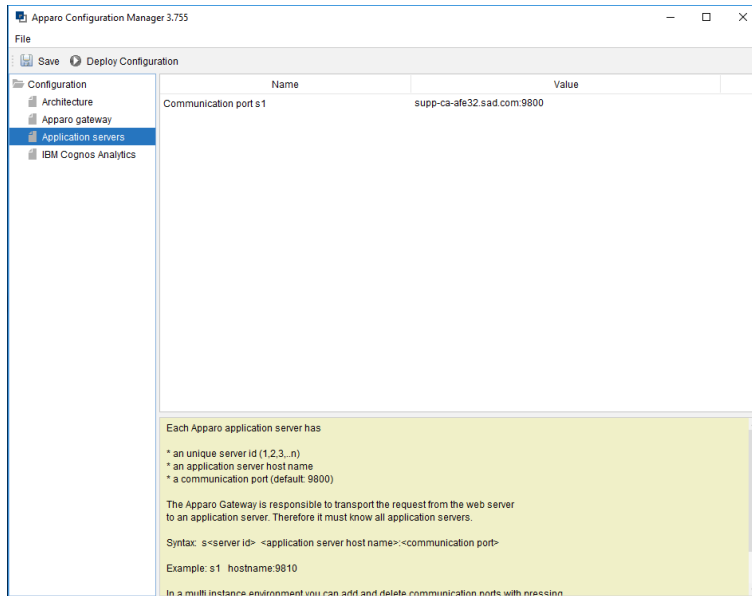 Apparo Configuration Manager 3.755
File
Save Deploy Configuration
Configuration
Architecture
Apparo gateway
Application servers
IBM Cognos Analytics
Name Value
Communication port s1 supp-ca-afe32.sad.com:9800
Each Apparo application server has
* an unique server id (1,2,3,..n)
* an application server host name
* a communication port (default: 9800)
The Apparo Gateway is responsible to transport the request from the web server
to an application server. Therefore it must know all application servers.
Syntax: s<server id> <application server host name>:<communication port>
Example: s1 hostname:9810
In a multi instance environment you can add and delete communication ports with pressing